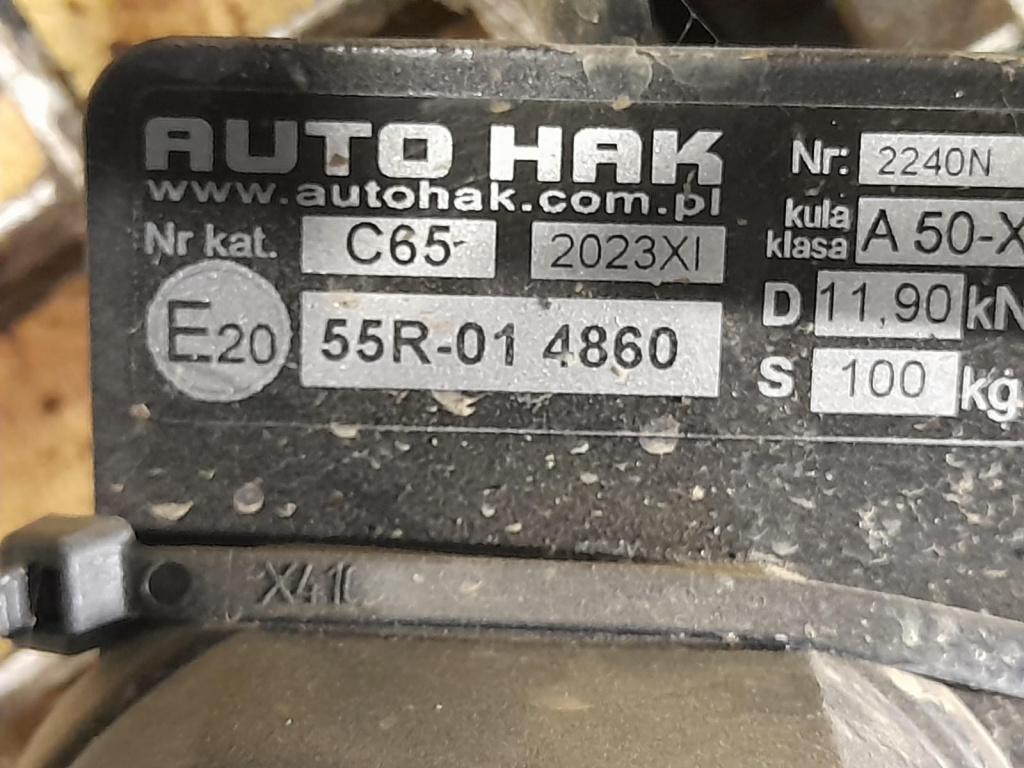 AUTO HAK
www.autohak.com.pl
Nr kat. C65 2023XI
E20 55R-01 4860
Nr: 2240N
kula klasa A 50-X
D 11,90 kN
S 100 kg
X410